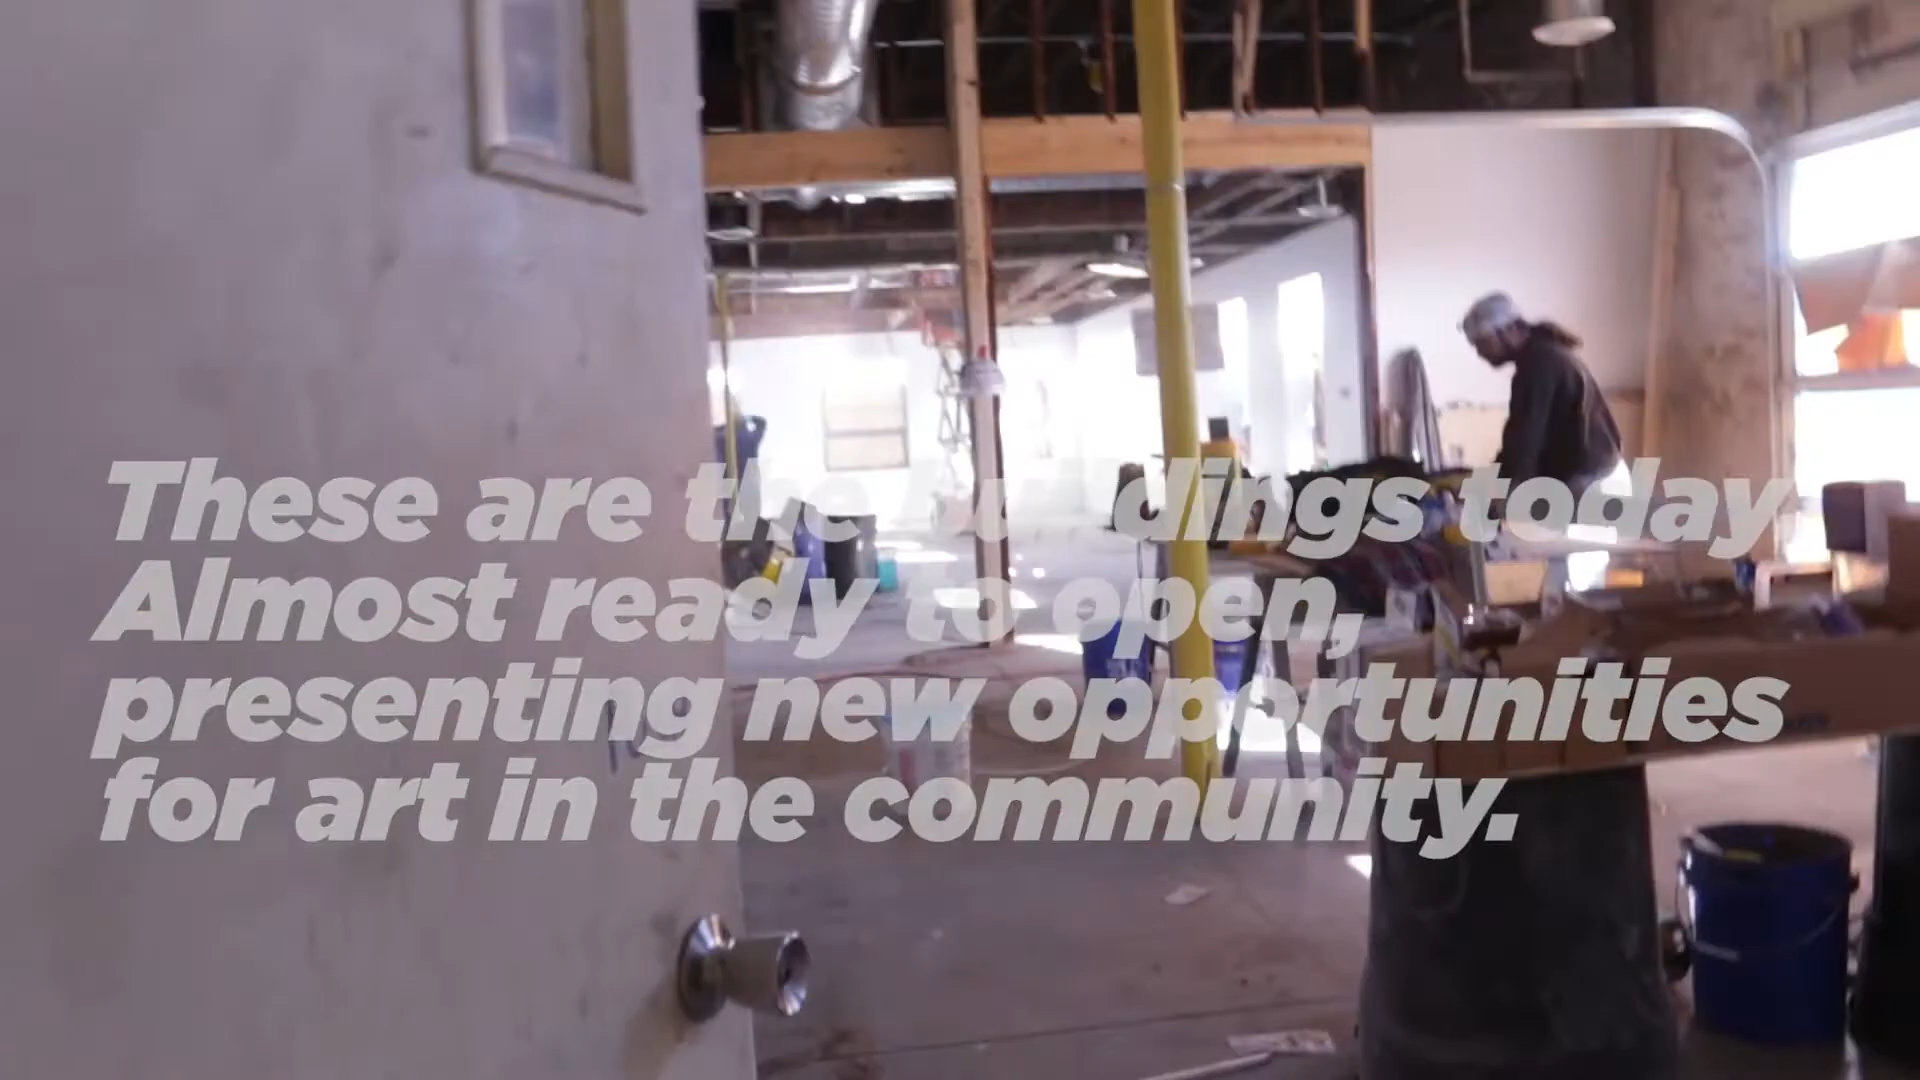 These are the buildings today
Almost ready to open,
presenting new opportunities
for art in the community.